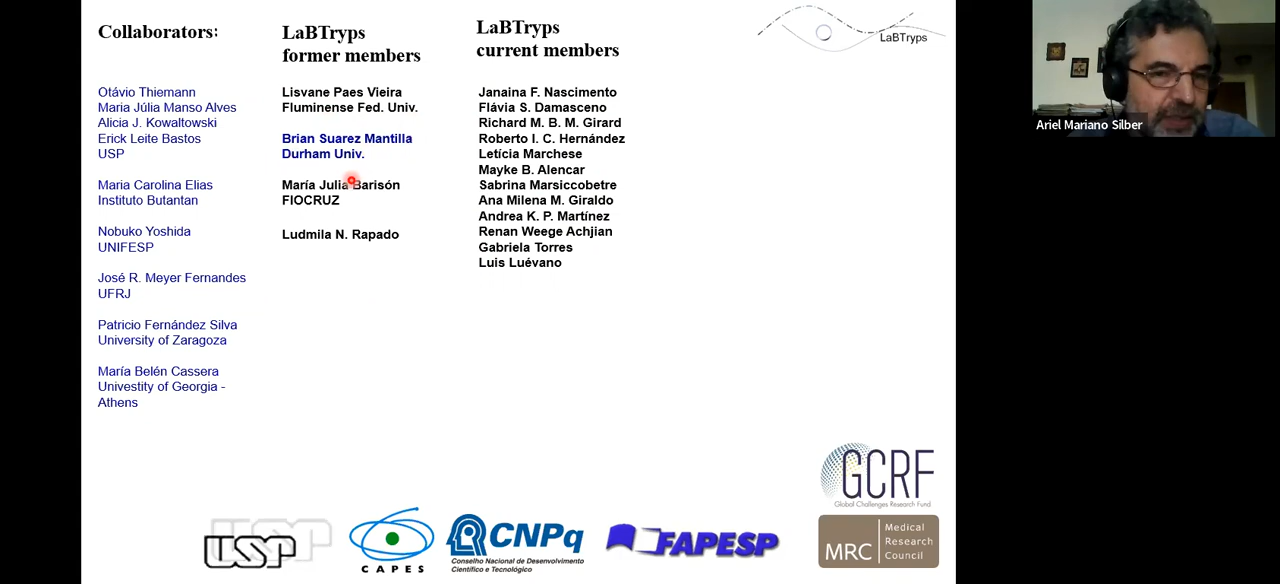 Collaborators:
Otávio Thiemann
Maria Júlia Manso Alves
Alicia J. Kowaltowski
Erick Leite Bastos
USP
Maria Carolina Elias
Instituto Butantan
Nobuko Yoshida
UNIFESP
José R. Meyer Fernandes
UFRJ
Patricio Fernández Silva
University of Zaragoza
María Belén Cassera
Univestity of Georgia -
Athens
LaBTryps
former members
Lisvane Paes Vieira
Fluminense Fed. Univ.
Brian Suarez Mantilla
Durham Univ.
María Julia Barisón
FIOCRUZ
Ludmila N. Rapado
LaBTryps
current members
Janaina F. Nascimento
Flávia S. Damasceno
Richard M. B. M. Girard
Roberto I. C. Hernández
Letícia Marchese
Mayke B. Alencar
Sabrina Marsiccobetre
Ana Milena M. Giraldo
Andrea K. P. Martínez
Renan Weege Achjian
Gabriela Torres
Luis Luévano
LaBTryps
Ariel Mariano Silber
GCRF
Global Challenges Research Fund
USP
CAPES
CNPq
Conselho Nacional de Desenvolvimento
Científico e Tecnológico
FAPESP
MRC
Medical
Research
Council